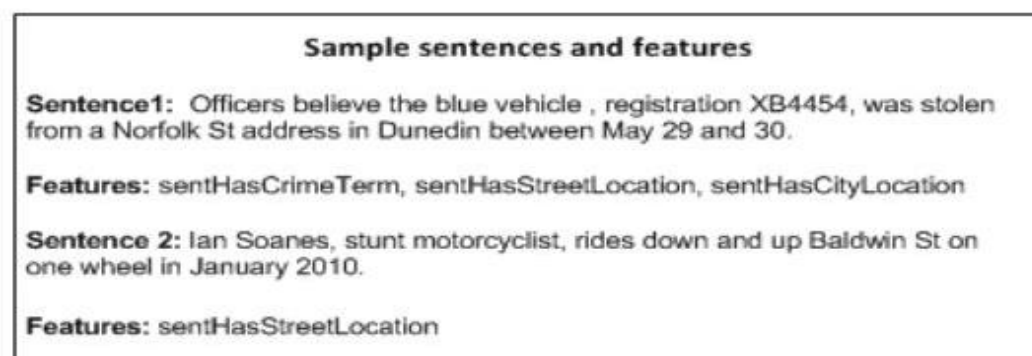 Sample sentences and features
Sentence1: Officers believe the blue vehicle , registration XB4454, was stolen
from a Norfolk St address in Dunedin between May 29 and 30.
Features: sentHasCrimeTerm, sentHasStreetLocation, sentHasCityLocation
Sentence 2: Ian Soanes, stunt motorcyclist, rides down and up Baldwin St on
one wheel in January 2010.
Features: sentHasStreetLocation